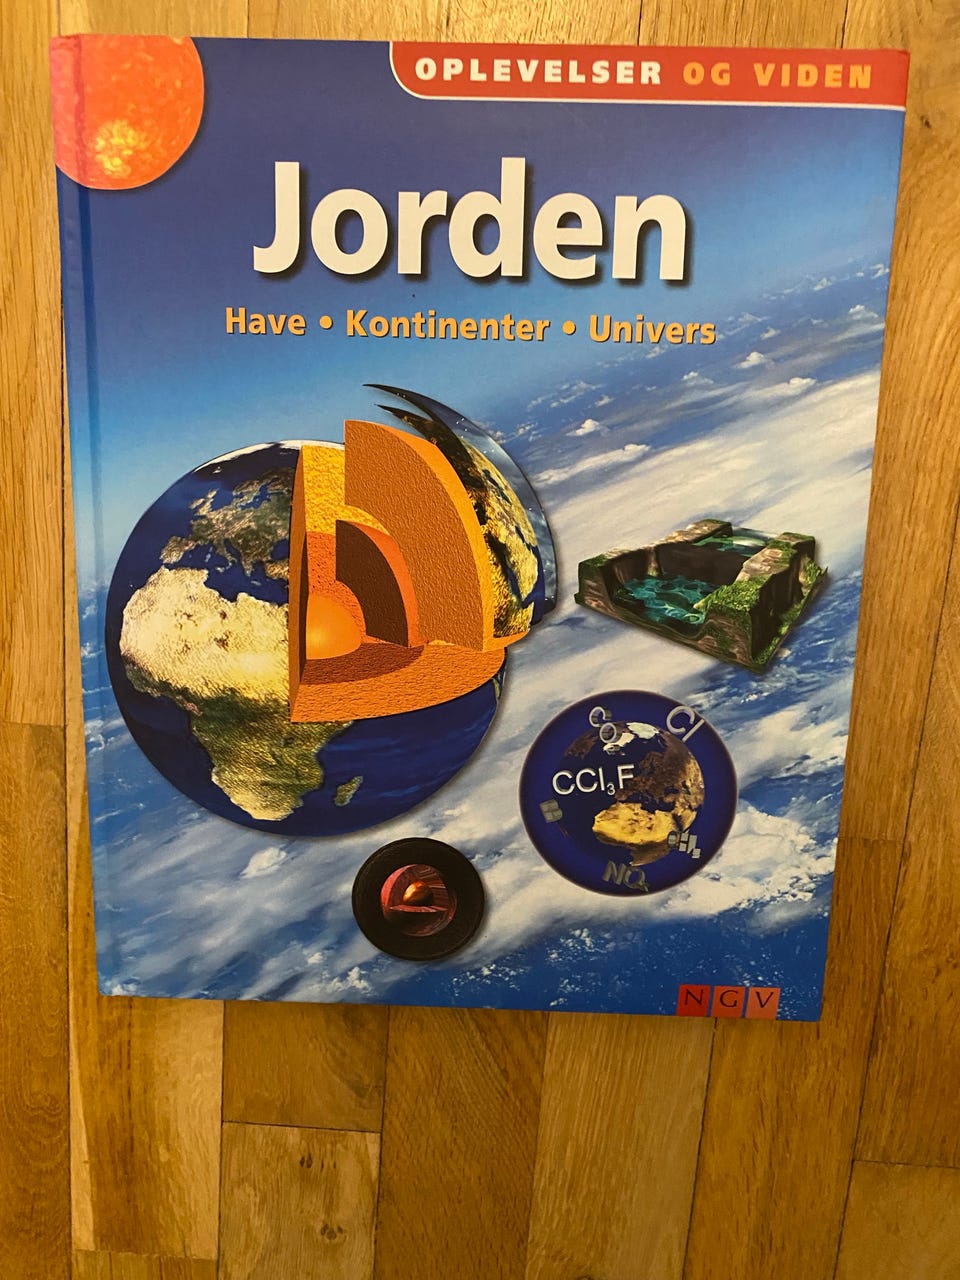 OPLEVELSER OG VIDEN
Jorden
Have • Kontinenter • Univers
Cl
CCl₃F
NGV